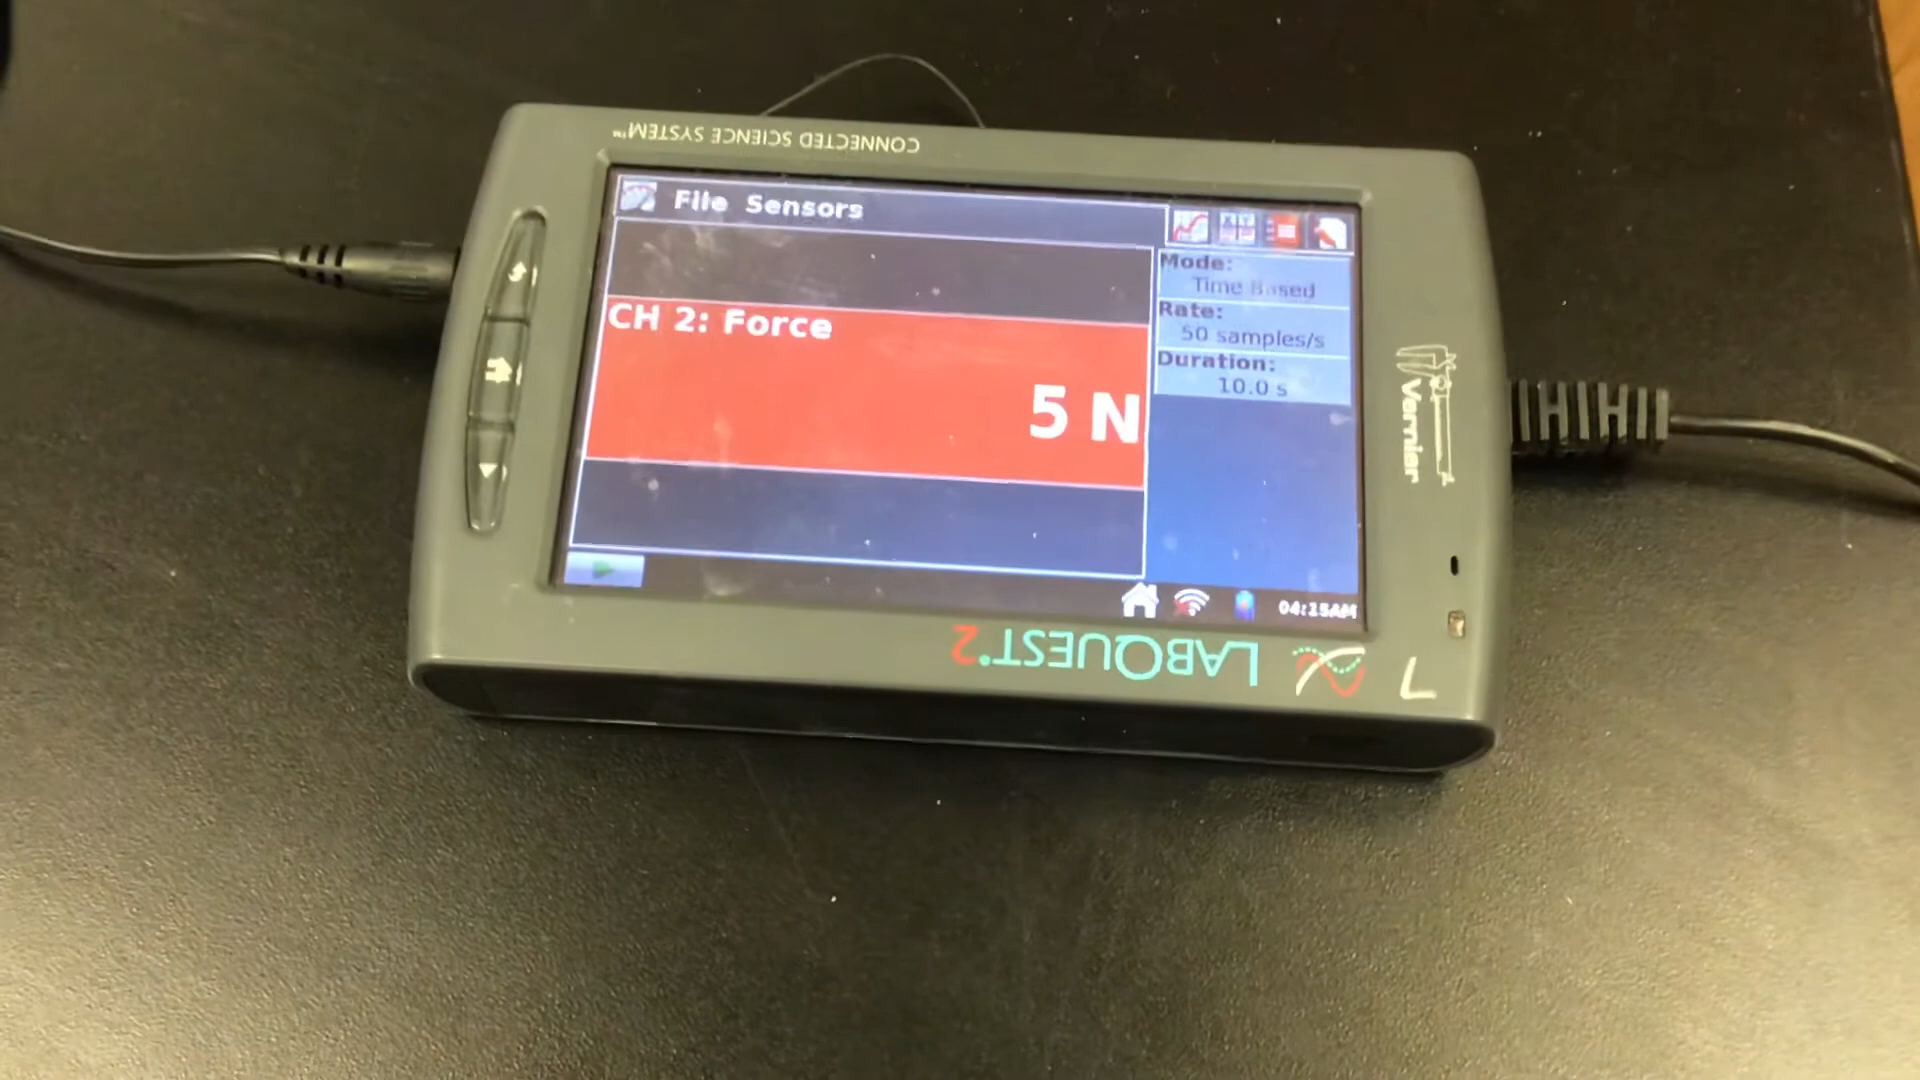 CONNECTED SCIENCE SYSTEM™
File Sensors
Mode:
Time Based
Rate:
50 samples/s
Duration:
10.0 s
CH 2: Force
5 N
04:15AM
Vernier
LABQUEST®2
7